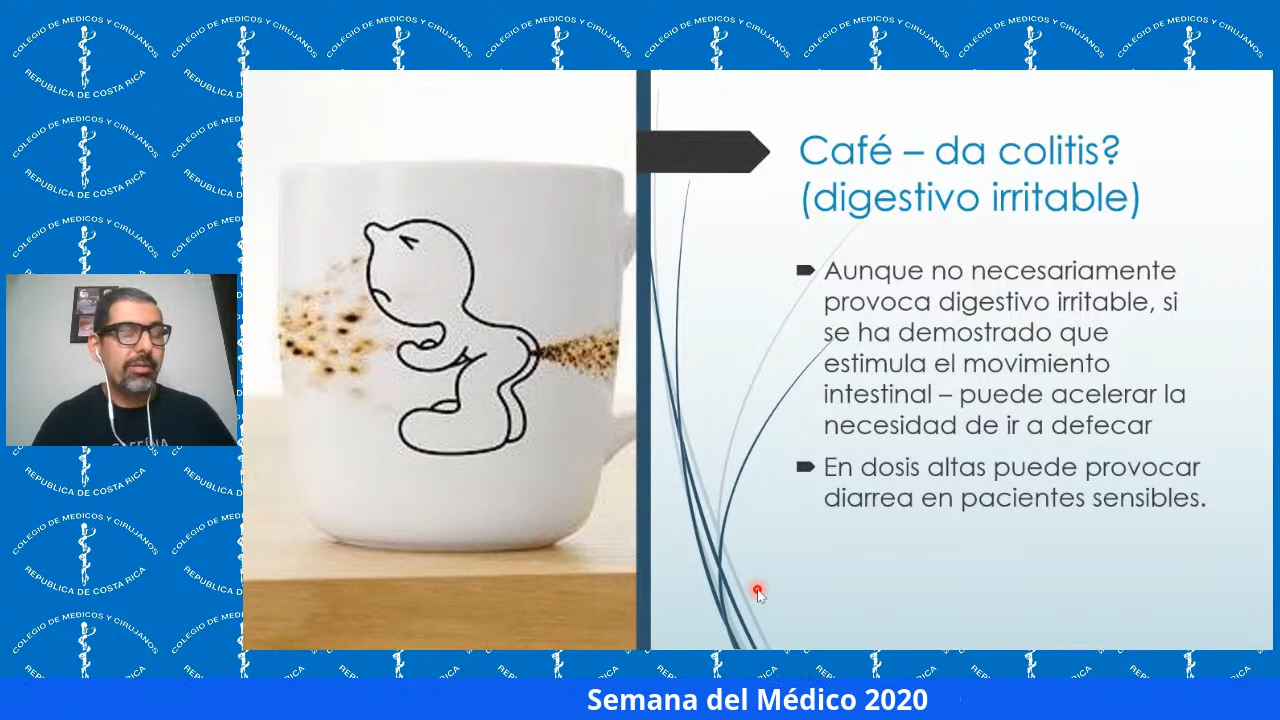 COLEGIO DE MEDICOS Y CIRUJANOS
REPUBLICA DE COSTA RICA
Café – da colitis?
(digestivo irritable)
Aunque no necesariamente
provoca digestivo irritable, si
se ha demostrado que
estimula el movimiento
intestinal – puede acelerar la
necesidad de ir a defecar
En dosis altas puede provocar
diarrea en pacientes sensibles.
Semana del Médico 2020